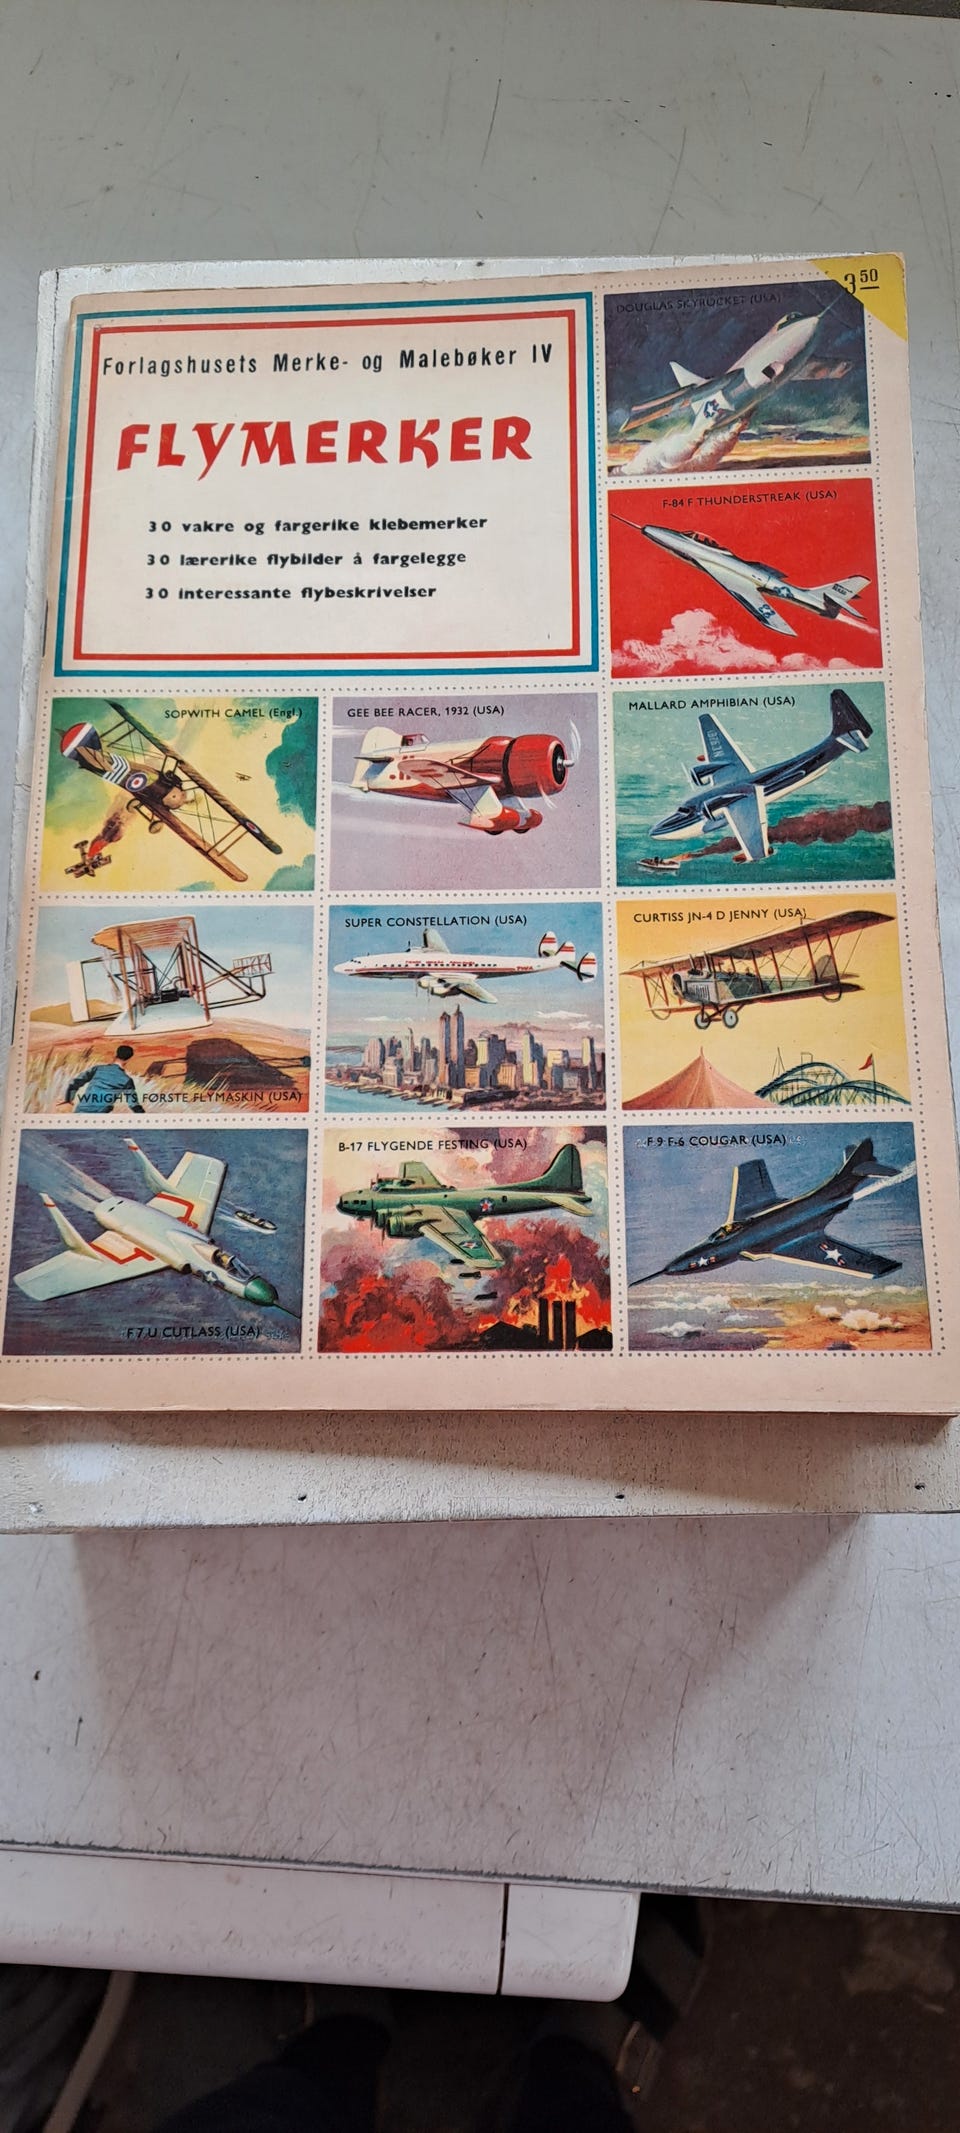 3.50
Forlagshusets Merke- og Malebøker IV
FLYMERKER
30 vakre og fargerike klebemerker
30 lærerike flybilder å fargelegge
30 interessante flybeskrivelser
DOUGLAS SKYROCKET (USA)
F-84 F THUNDERSTREAK (USA)
SOPWITH CAMEL (Engl.)
GEE BEE RACER, 1932 (USA)
MALLARD AMPHIBIAN (USA)
WRIGHTS FØRSTE FLYMASKIN (USA)
SUPER CONSTELLATION (USA)
TWA
CURTISS JN-4 D JENNY (USA)
F 7 U CUTLASS (USA)
B-17 FLYGENDE FESTING (USA)
F 9 F-6 COUGAR (USA)